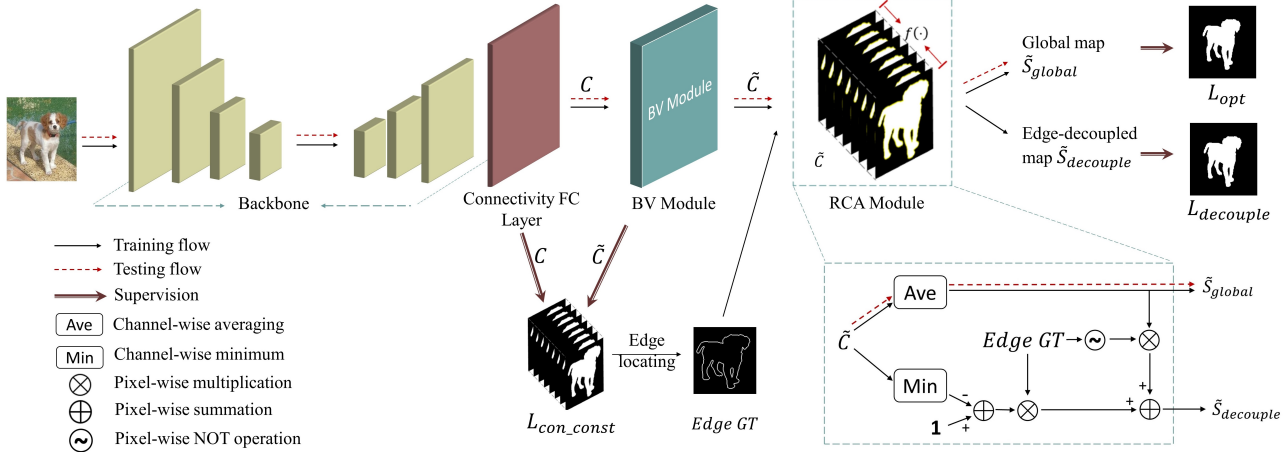 f(·)
C
C̃
BV Module
C̃
Global map
S̃global
Lopt
Edge-decoupled
map S̃decouple
Ldecouple
Backbone
Connectivity FC
Layer
BV Module
RCA Module
Training flow
Testing flow
Supervision
Ave Channel-wise averaging
Min Channel-wise minimum
⊗ Pixel-wise multiplication
⊕ Pixel-wise summation
~ Pixel-wise NOT operation
C
C̃
Lcon_const
Edge
locating
Edge GT
C̃
Ave
S̃global
Edge GT
~
⊗
Min
-
1
+
⊕
⊗
+
+
⊕
S̃decouple